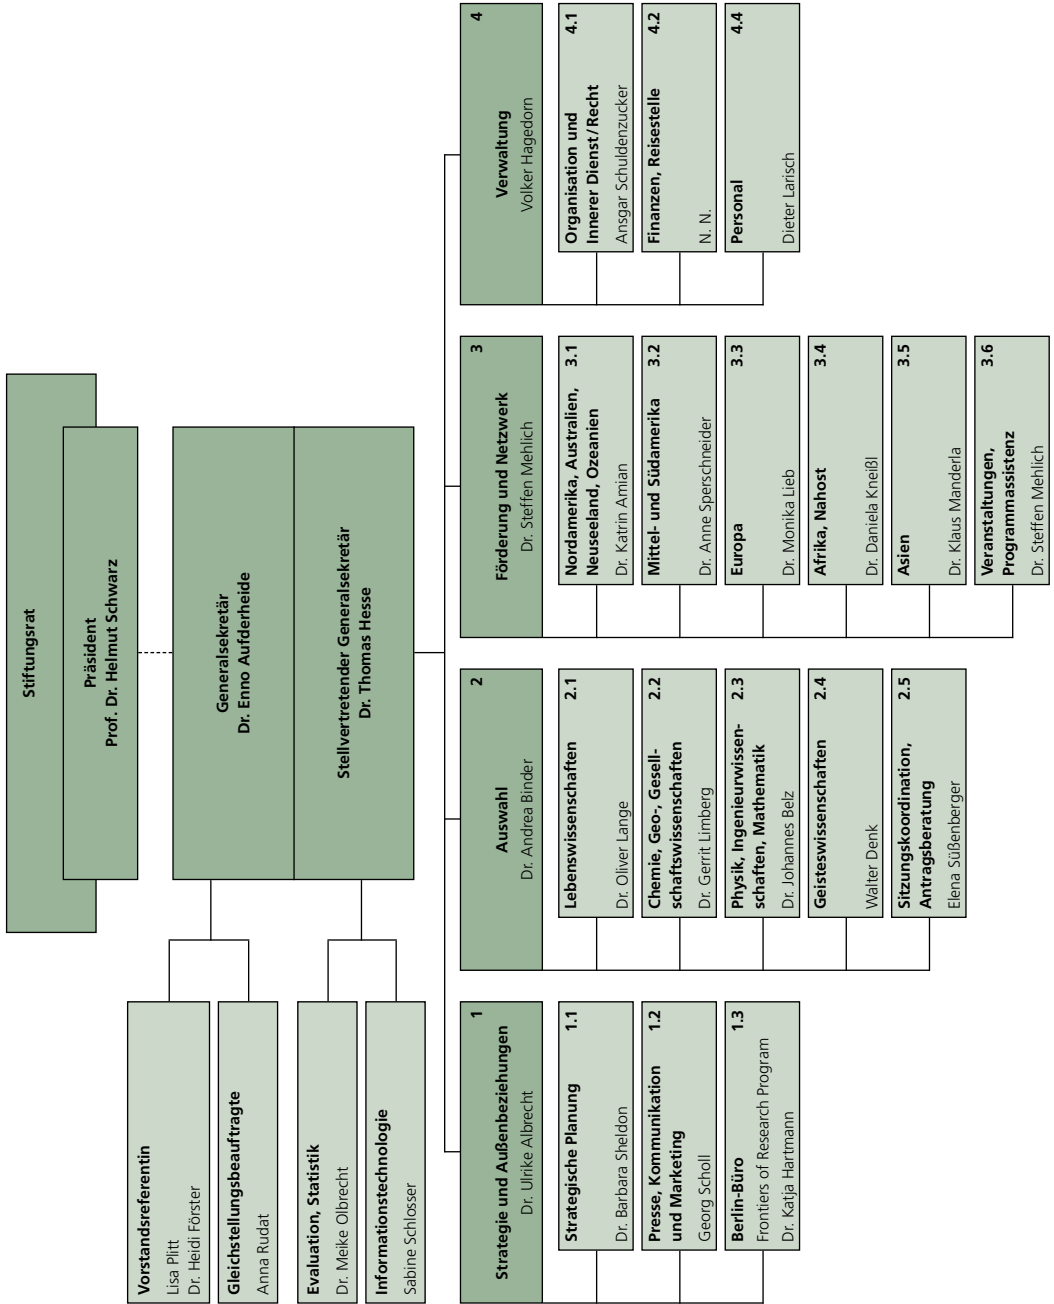 Stiftungsrat
Präsident
Prof. Dr. Helmut Schwarz
Generalsekretär
Dr. Enno Aufderheide
Stellvertretender Generalsekretär
Dr. Thomas Hesse
Vorstandsreferentin
Lisa Plitt
Dr. Heidi Förster
Gleichstellungsbeauftragte
Anna Rudat
Evaluation, Statistik
Dr. Meike Olbrecht
Informationstechnologie
Sabine Schlosser
Strategie und Außenbeziehungen 1
Dr. Ulrike Albrecht
Strategische Planung 1.1
Dr. Barbara Sheldon
Presse, Kommunikation 1.2
und Marketing
Georg Scholl
Berlin-Büro 1.3
Frontiers of Research Program
Dr. Katja Hartmann
Auswahl 2
Dr. Andrea Binder
Lebenswissenschaften 2.1
Dr. Oliver Lange
Chemie, Geo-, Gesell- 2.2
schaftswissenschaften
Dr. Gerrit Limberg
Physik, Ingenieurwissen- 2.3
schaften, Mathematik
Dr. Johannes Belz
Geisteswissenschaften 2.4
Walter Denk
Sitzungskoordination, 2.5
Antragsberatung
Elena Süßenberger
Förderung und Netzwerk 3
Dr. Steffen Mehlich
Nordamerika, Australien, 3.1
Neuseeland, Ozeanien
Dr. Katrin Amian
Mittel- und Südamerika 3.2
Dr. Anne Sperschneider
Europa 3.3
Dr. Monika Lieb
Afrika, Nahost 3.4
Dr. Daniela Kneißl
Asien 3.5
Dr. Klaus Manderla
Veranstaltungen, 3.6
Programmassistenz
Dr. Steffen Mehlich
Verwaltung 4
Volker Hagedorn
Organisation und 4.1
Innerer Dienst/Recht
Ansgar Schuldenzucker
Finanzen, Reisestelle 4.2
N. N.
Personal 4.4
Dieter Larisch